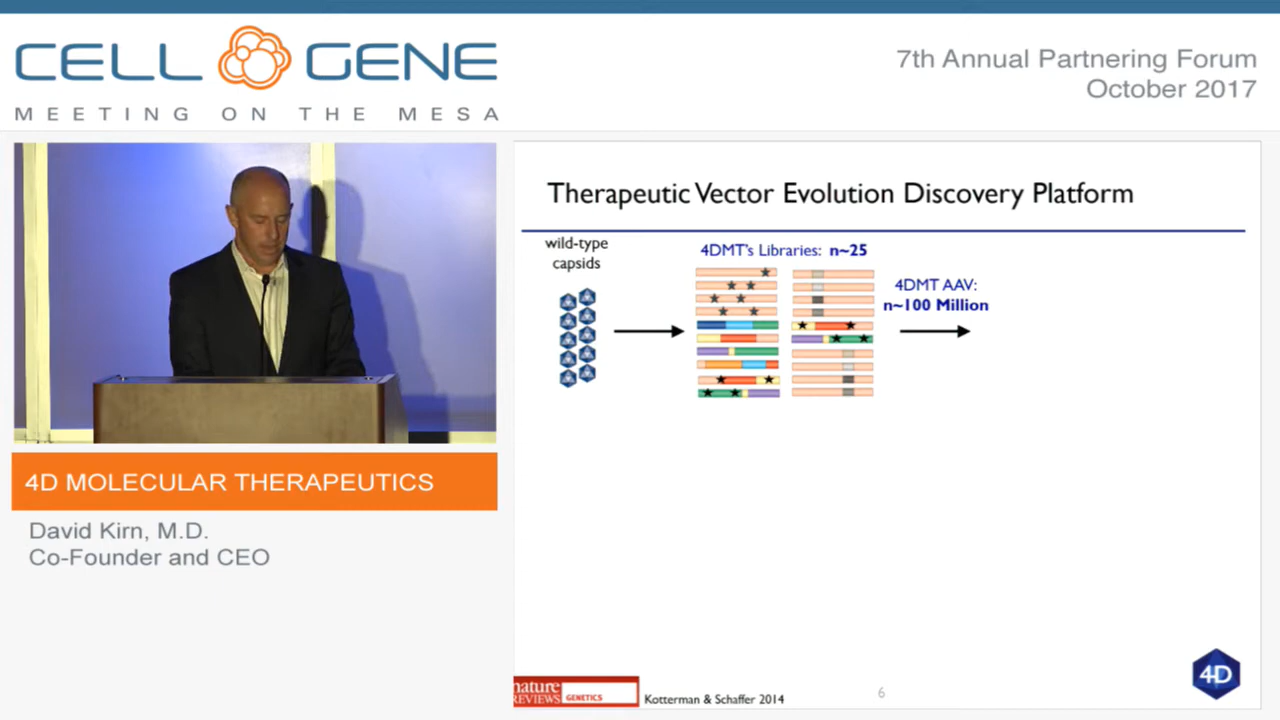 CELL GENE
MEETING ON THE MESA
7th Annual Partnering Forum
October 2017
Therapeutic Vector Evolution Discovery Platform
wild-type
capsids
4DMT's Libraries: n~25
4DMT AAV:
n~100 Million
4D MOLECULAR THERAPEUTICS
David Kirn, M.D.
Co-Founder and CEO
nature
REVIEWS GENETICS
Kotterman & Schaffer 2014
6
4D